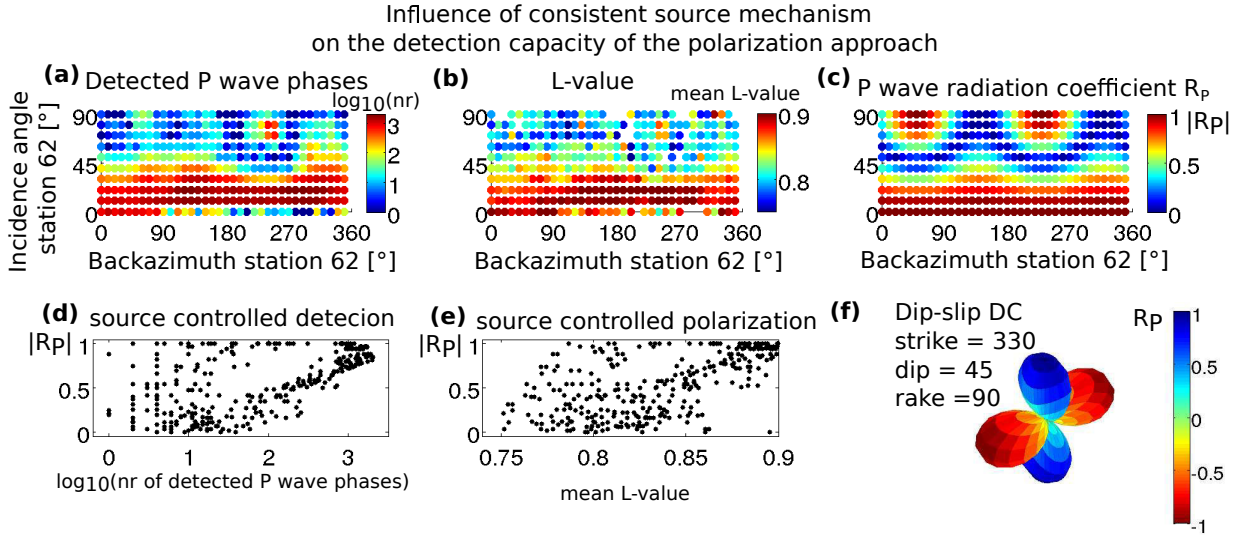 Influence of consistent source mechanism
on the detection capacity of the polarization approach
(a) Detected P wave phases
log10(nr)
3
2
1
0
90
45
0
0 90 180 270 360
Incidence angle
station 62 [°]
Backazimuth station 62 [°]
(b) L-value
mean L-value
0.9
0.8
90
45
0
0 90 180 270 360
Backazimuth station 62 [°]
(c) P wave radiation coefficient RP
1 |RP|
0.5
0
90
45
0
0 90 180 270 360
Backazimuth station 62 [°]
(d) source controlled detecion
|RP| 1
0.5
0
0 1 2 3
log10(nr of detected P wave phases)
(e) source controlled polarization
|RP| 1
0.5
0
0.75 0.8 0.85 0.9
mean L-value
(f) Dip-slip DC
strike = 330
dip = 45
rake =90
RP
1
0.5
0
-0.5
-1